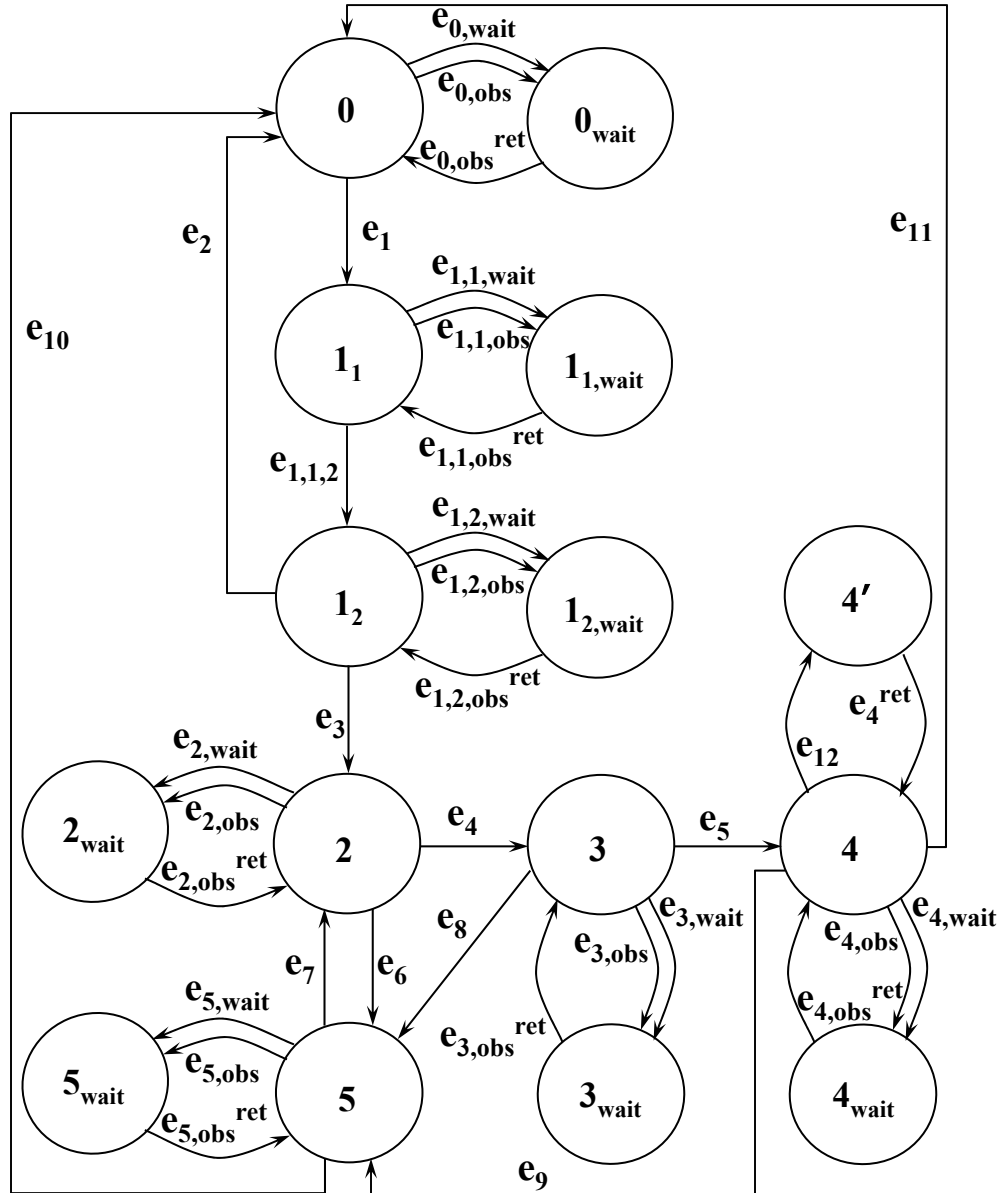 e0,wait
e0,obs
0
0wait
e0,obs ret
e2
e1
e11
e1,1,wait
e1,1,obs
e10
11
11,wait
e1,1,obs ret
e1,1,2
e1,2,wait
e1,2,obs
12
12,wait
4′
e1,2,obs ret
e3
e4 ret
e12
e2,wait
e2,obs
2wait
2
e4
3
e5
4
e2,obs ret
e8
e3,wait
e3,obs
e4,wait
e4,obs
e7
e6
e5,wait
e5,obs
e3,obs ret
e4,obs ret
5wait
5
3wait
4wait
e5,obs ret
e9